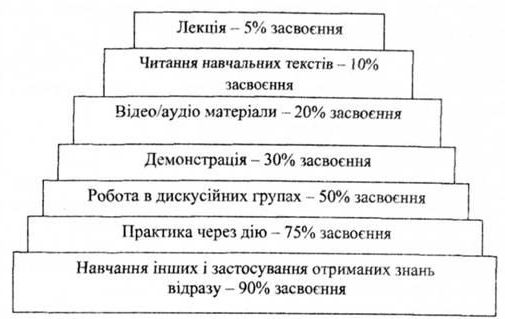 Лекція – 5% засвоєння
Читання навчальних текстів – 10%
засвоєння
Відео/аудіо матеріали – 20% засвоєння
Демонстрація – 30% засвоєння
Робота в дискусійних групах – 50% засвоєння
Практика через дію – 75% засвоєння
Навчання інших і застосування отриманих знань
відразу – 90% засвоєння